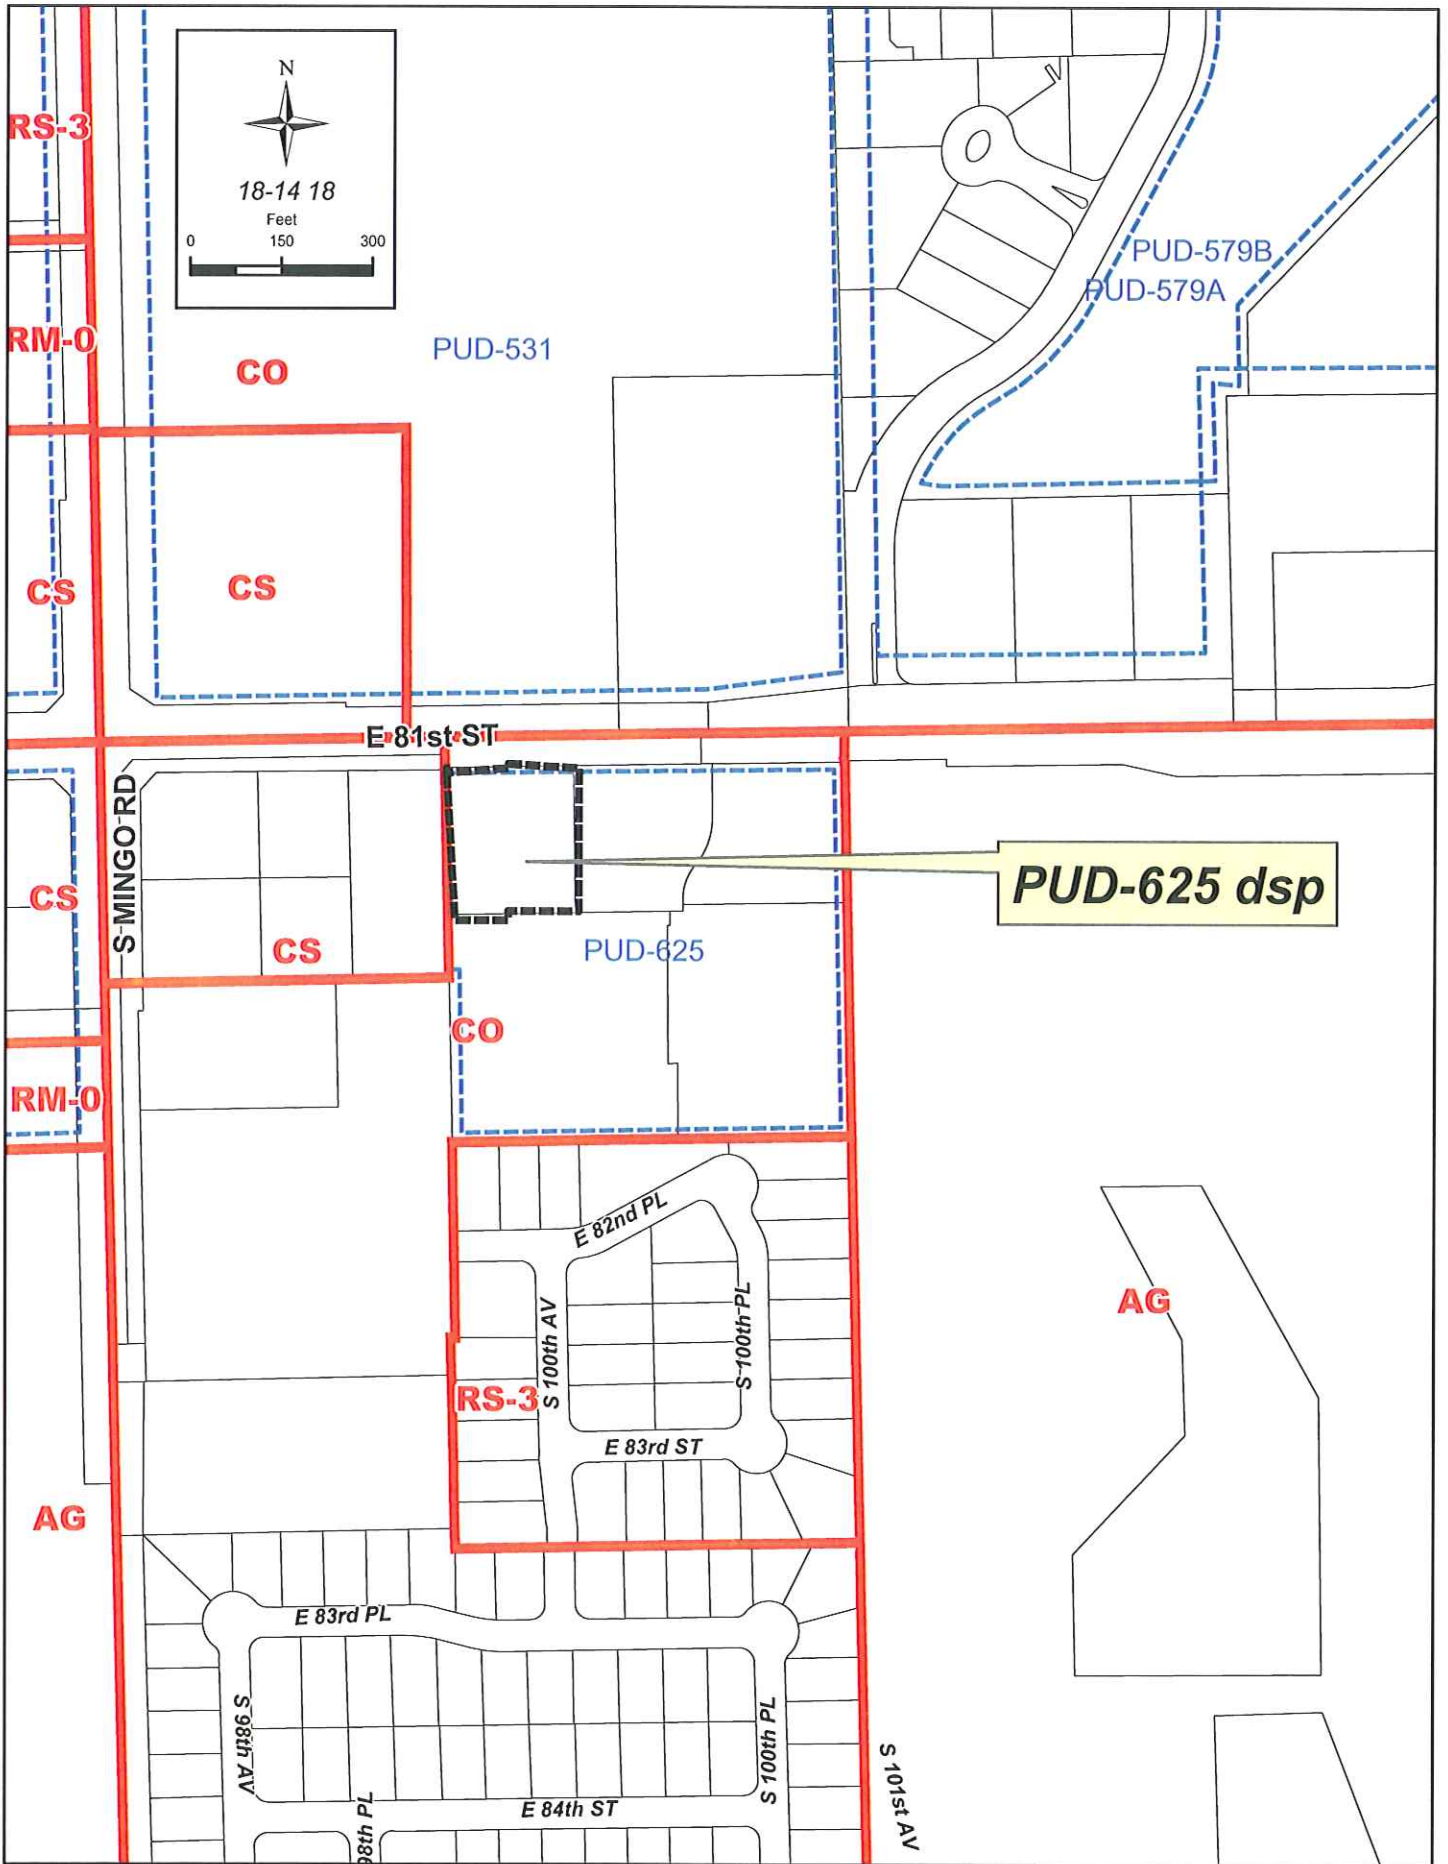 N
18-14 18
Feet
0 150 300
RS-3
RM-0
CO
PUD-531
PUD-579B
PUD-579A
CS
CS
E 81st ST
S MINGO RD
CS
CS
PUD-625 dsp
PUD-625
CO
RM-0
E 82nd PL
S 100th AV
S 100th PL
AG
RS-3
E 83rd ST
AG
E 83rd PL
S 98th AV
S 100th PL
S 101st AV
98th PL
E 84th ST